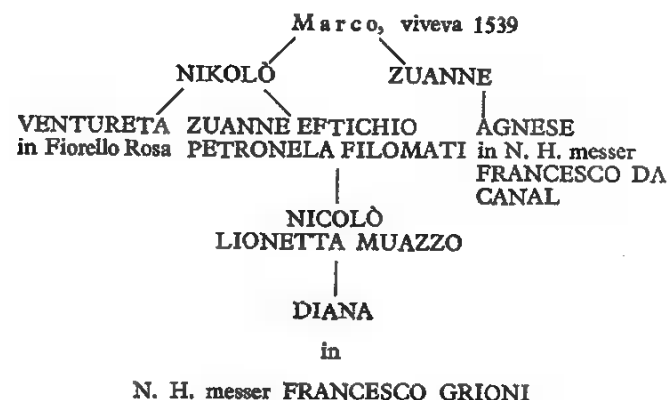 Marco, viveva 1539
NIKOLÒ ZUANNE
VENTURETA ZUANNE EFTICHIO AGNESE
in Fiorello Rosa PETRONELA FILOMATI in N. H. messer
FRANCESCO DA
CANAL
NICOLÒ
LIONETTA MUAZZO
DIANA
in
N. H. messer FRANCESCO GRIONI